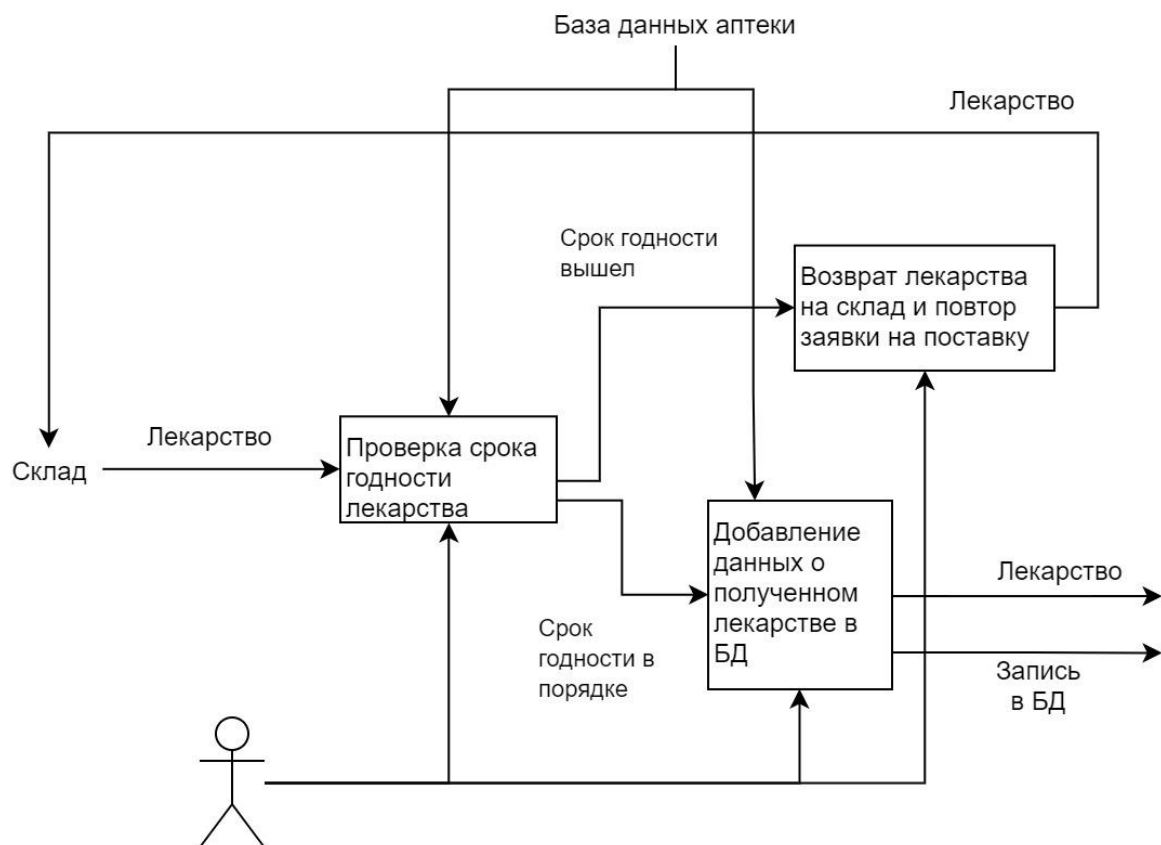 База данных аптеки
Лекарство
Срок годности
вышел
Возврат лекарства
на склад и повтор
заявки на поставку
Лекарство
Склад
Проверка срока
годности
лекарства
Добавление
данных о
полученном
лекарстве в
БД
Лекарство
Срок
годности в
порядке
Запись
в БД